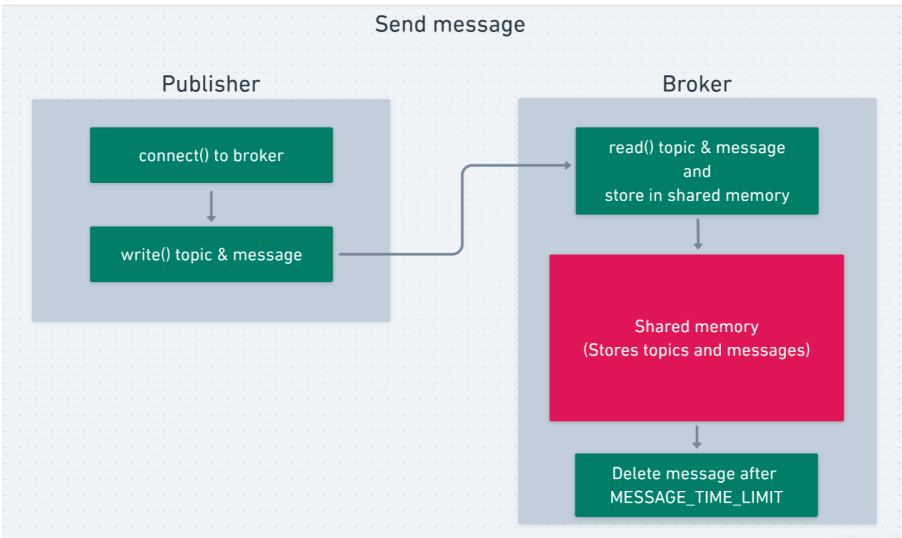 Send message
Publisher
connect() to broker
write() topic & message
Broker
read() topic & message
and
store in shared memory
Shared memory
(Stores topics and messages)
Delete message after
MESSAGE_TIME_LIMIT